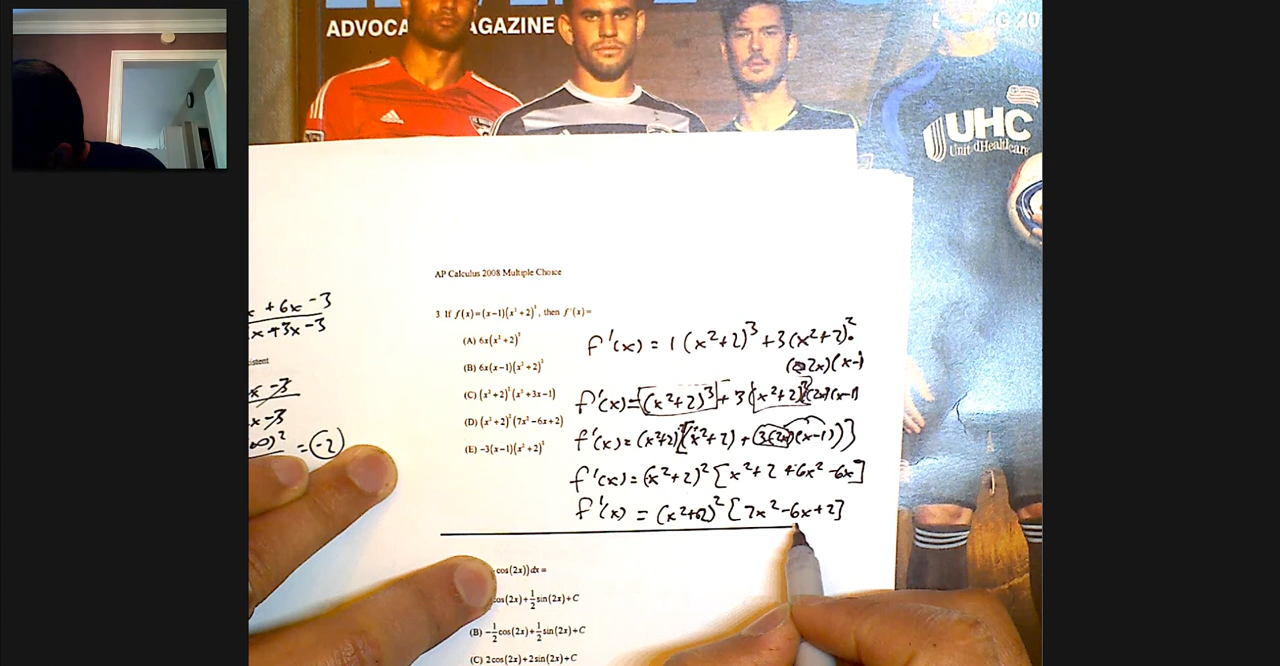 ADVOCA AGAZINE
G 20
UHC
UnitedHealthcare
+ 6x - 3
x + 3x - 3
istent
x - 3
x - 3
= -2
AP Calculus 2008 Multiple Choice
3. If f(x) = (x-1)(x²+2)³, then f'(x) =
(A) 6x(x²+2)²
(B) 6x(x-1)(x²+2)²
(C) (x²+2)²(x²+3x-1)
(D) (x²+2)²(7x²-6x+2)
(E) -3(x-1)(x²+2)²
f'(x) = 1(x²+2)³ + 3(x²+2)²·
(2x)(x-1
f'(x) = (x²+2)³ + 3(x²+2)²(2x)(x-1)
f'(x) = (x²+2)²[(x²+2) + (3(2x)(x-1))]
f'(x) = (x²+2)²[x²+2 +6x²-6x]
f'(x) = (x²+2)²[7x²-6x+2]
cos(2x))dx =
cos(2x)+1/2 sin(2x)+C
(B) -1/2 cos(2x)+1/2 sin(2x)+C
(C) 2cos(2x)+2sin(2x)+C